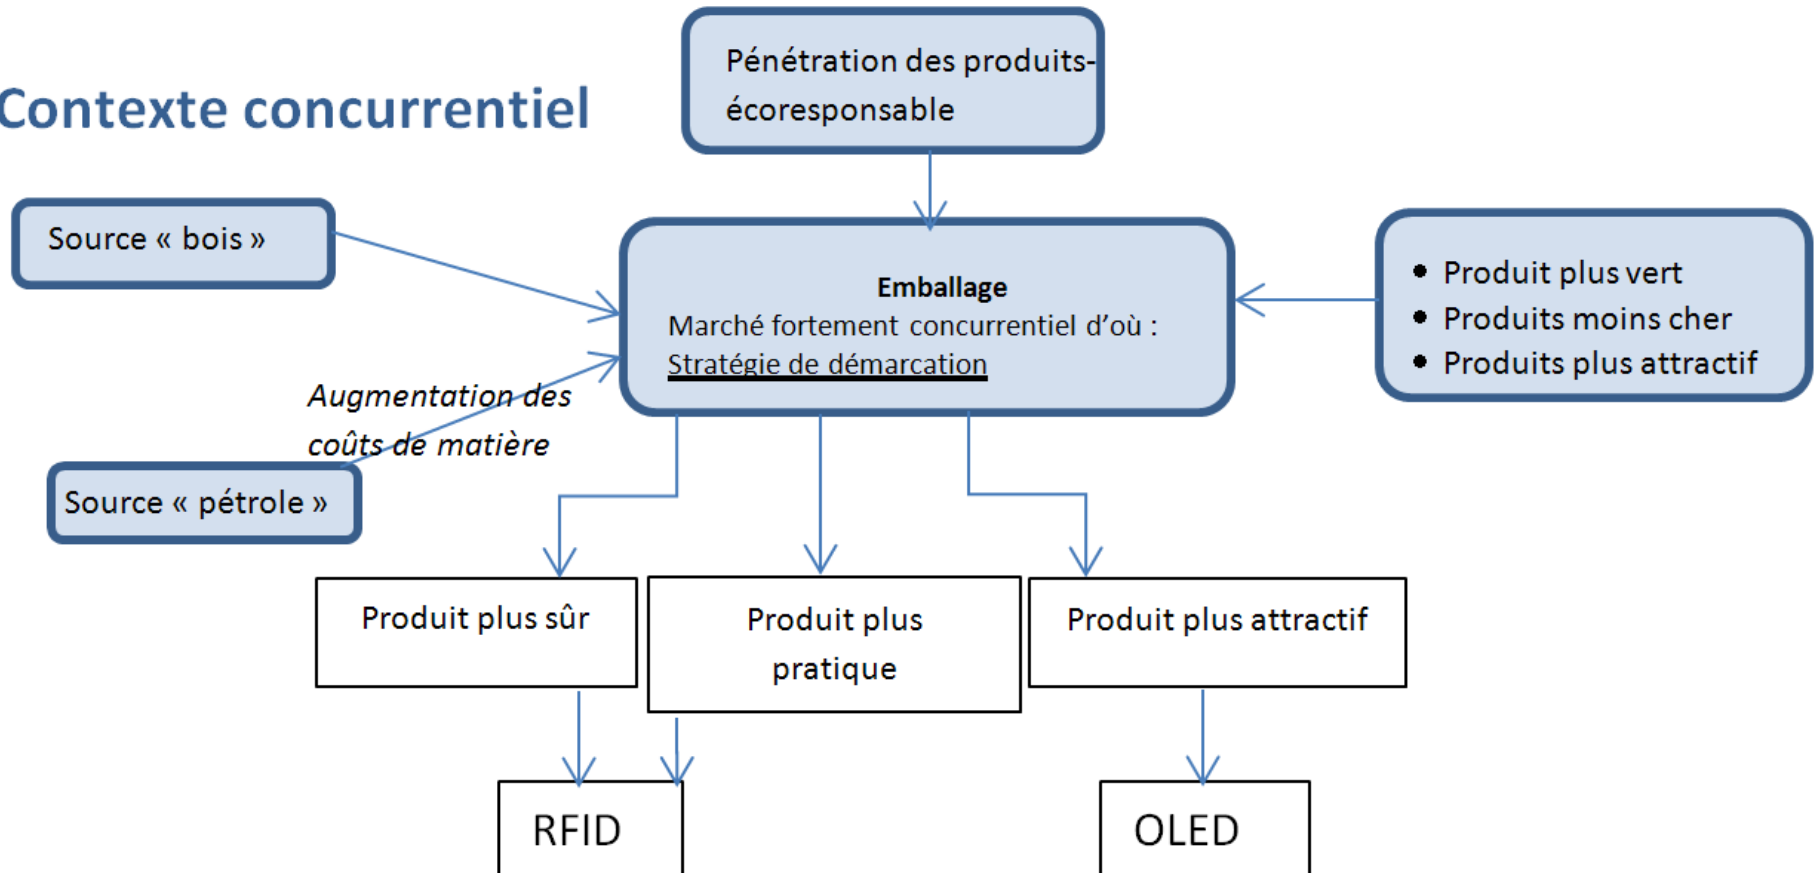 Pénétration des produits-
écoresponsable
Contexte concurrentiel
Source « bois »
Emballage
Marché fortement concurrentiel d'où :
Stratégie de démarcation
• Produit plus vert
• Produits moins cher
• Produits plus attractif
Augmentation des
coûts de matière
Source « pétrole »
Produit plus sûr
Produit plus
pratique
Produit plus attractif
RFID
OLED